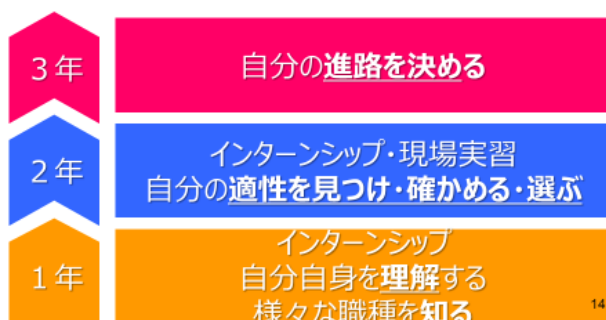 3年
自分の進路を決める
2年
インターンシップ・現場実習
自分の適性を見つけ・確かめる・選ぶ
1年
インターンシップ
自分自身を理解する
様々な職種を知る
14